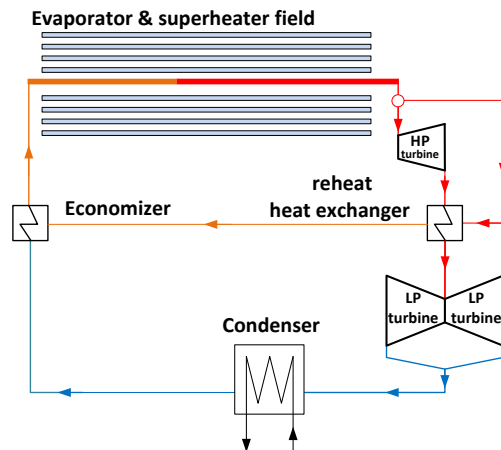 Evaporator & superheater field
HP
turbine
reheat
heat exchanger
Economizer
LP
turbine
LP
turbine
Condenser